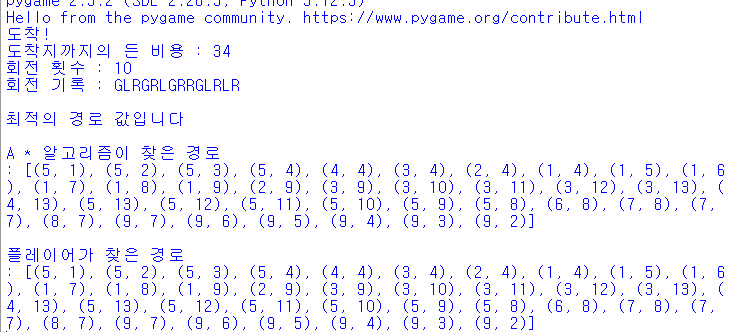 pygame 2.5.2 (SDL 2.28.3, Python 3.12.3)
Hello from the pygame community. https://www.pygame.org/contribute.html
도착!
도착지까지의 든 비용 : 34
회전 횟수 : 10
회전 기록 : GLRGRLGRRGLRLR
최적의 경로 값입니다
A * 알고리즘이 찾은 경로
: [(5, 1), (5, 2), (5, 3), (5, 4), (4, 4), (3, 4), (2, 4), (1, 4), (1, 5), (1, 6
), (1, 7), (1, 8), (1, 9), (2, 9), (3, 9), (3, 10), (3, 11), (3, 12), (3, 13), (
4, 13), (5, 13), (5, 12), (5, 11), (5, 10), (5, 9), (5, 8), (6, 8), (7, 8), (7,
7), (8, 7), (9, 7), (9, 6), (9, 5), (9, 4), (9, 3), (9, 2)]
플레이어가 찾은 경로
: [(5, 1), (5, 2), (5, 3), (5, 4), (4, 4), (3, 4), (2, 4), (1, 4), (1, 5), (1, 6
), (1, 7), (1, 8), (1, 9), (2, 9), (3, 9), (3, 10), (3, 11), (3, 12), (3, 13), (
4, 13), (5, 13), (5, 12), (5, 11), (5, 10), (5, 9), (5, 8), (6, 8), (7, 8), (7,
7), (8, 7), (9, 7), (9, 6), (9, 5), (9, 4), (9, 3), (9, 2)]